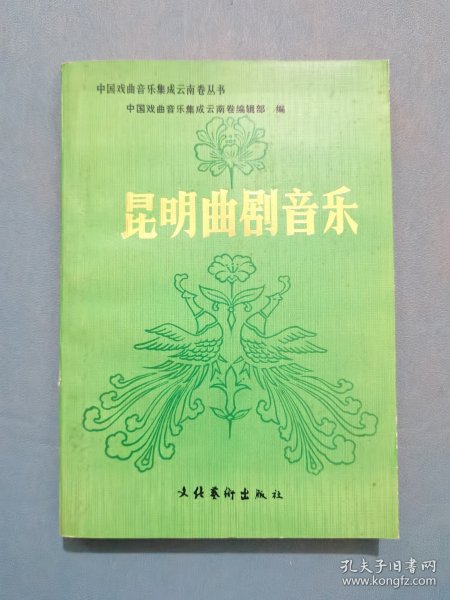 中国戏曲音乐集成云南卷丛书
中国戏曲音乐集成云南卷编辑部 编
昆明曲剧音乐
文化艺术出版社
孔夫子旧书网
www.kongfz.com